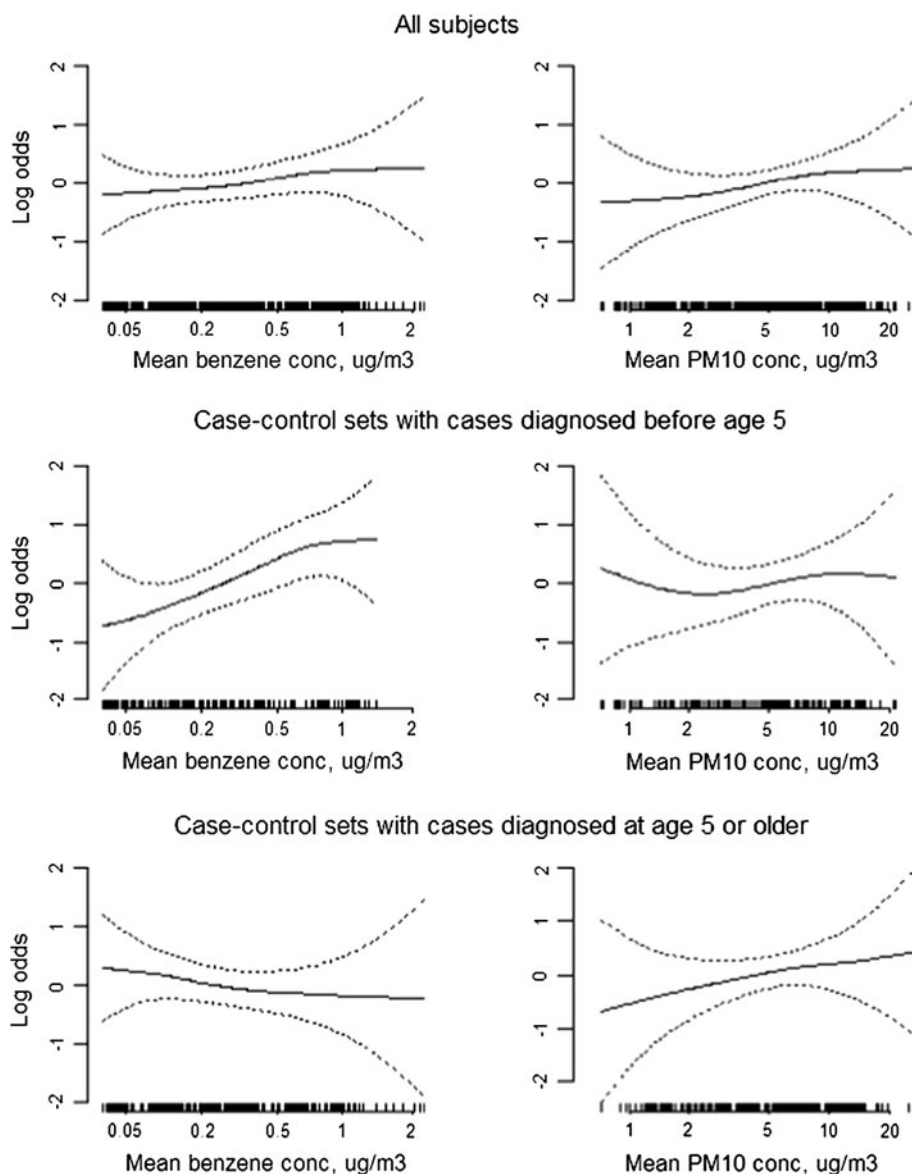 All subjects
Log odds
2
1
0
-1
-2
0.05 0.2 0.5 1 2
Mean benzene conc, ug/m3
2
1
0
-1
-2
1 2 5 10 20
Mean PM10 conc, ug/m3
Case-control sets with cases diagnosed before age 5
Log odds
2
1
0
-1
-2
0.05 0.2 0.5 1 2
Mean benzene conc, ug/m3
2
1
0
-1
-2
1 2 5 10 20
Mean PM10 conc, ug/m3
Case-control sets with cases diagnosed at age 5 or older
Log odds
2
1
0
-1
-2
0.05 0.2 0.5 1 2
Mean benzene conc, ug/m3
2
1
0
-1
-2
1 2 5 10 20
Mean PM10 conc, ug/m3